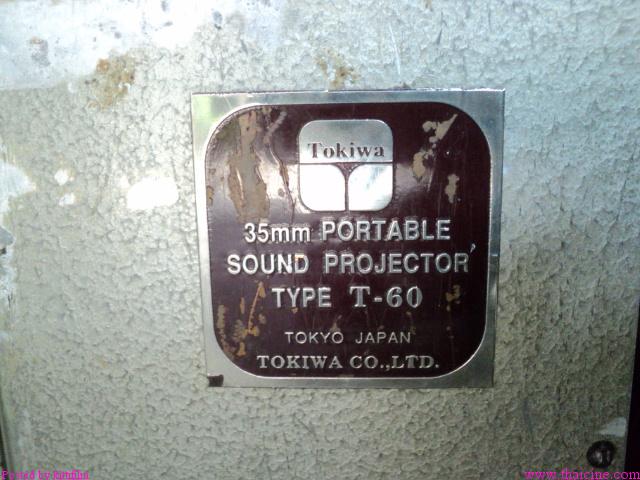 Tokiwa
35mm PORTABLE
SOUND PROJECTOR
TYPE T-60
TOKYO JAPAN
TOKIWA CO.,LTD.
www.thaicine.com